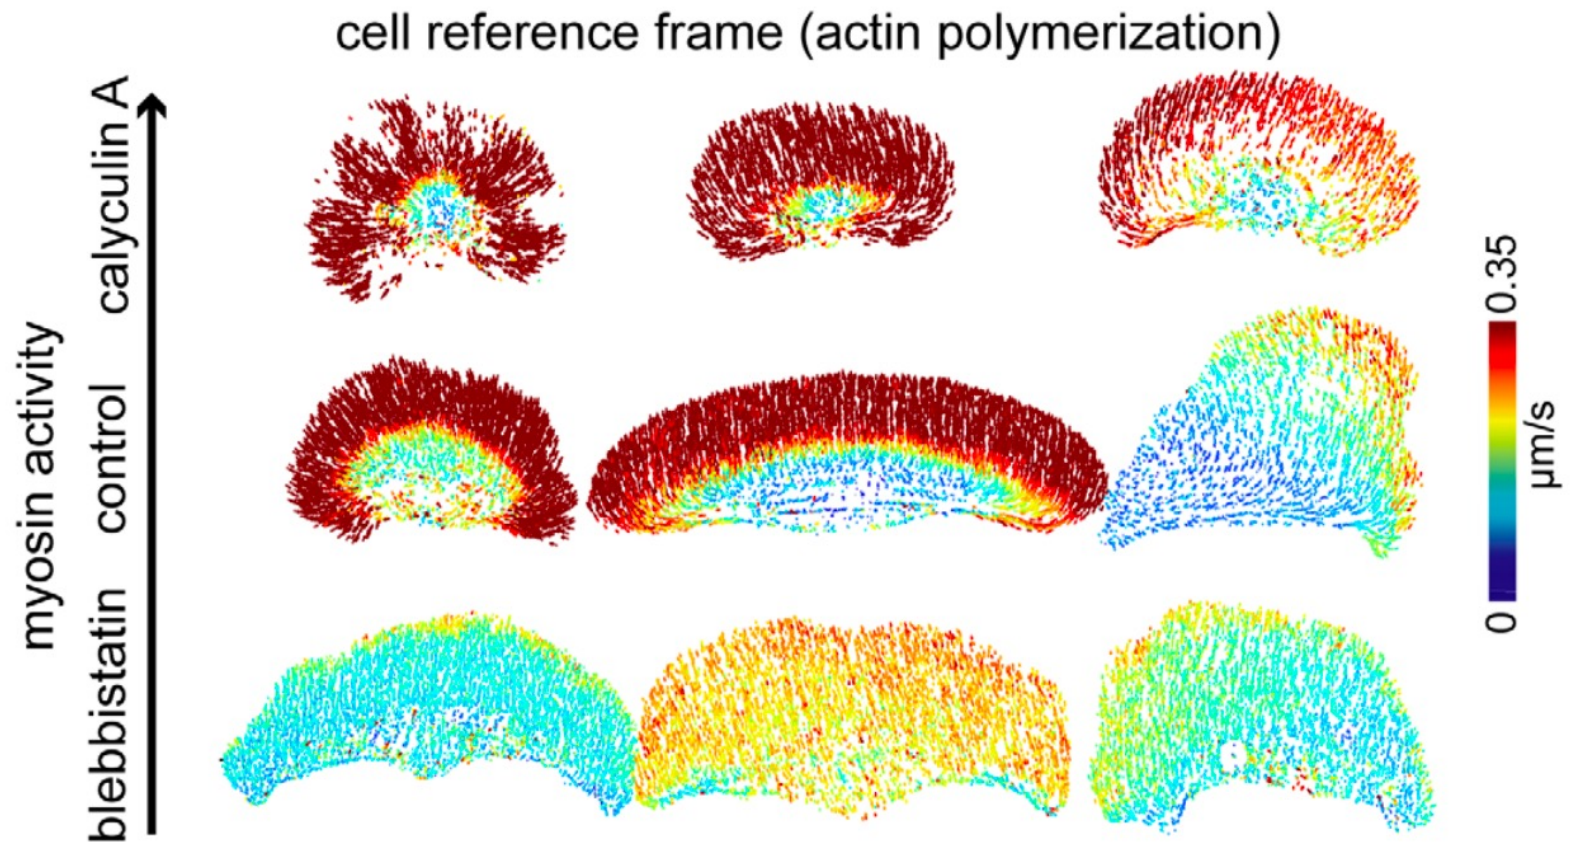 cell reference frame (actin polymerization)
myosin activity
calyculin A
control
blebbistatin
0.35
µm/s
0